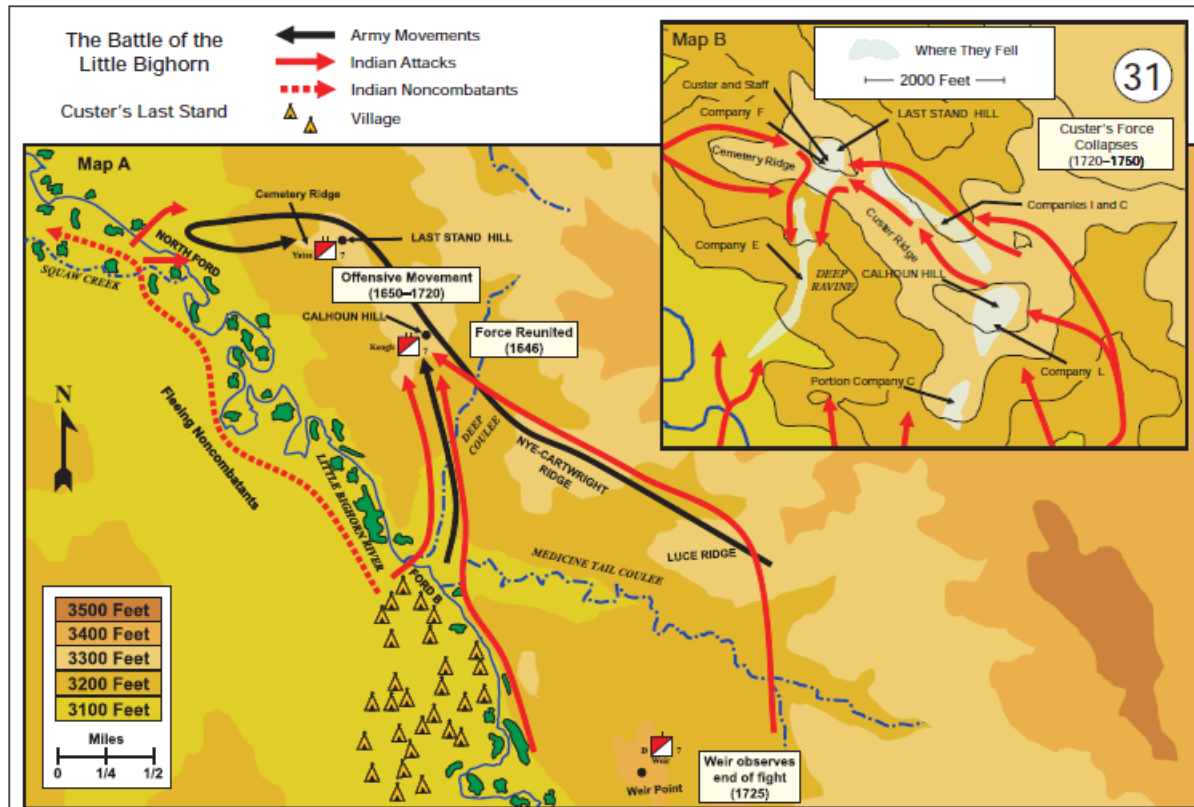 The Battle of the
Little Bighorn
Custer's Last Stand
Army Movements
Indian Attacks
Indian Noncombatants
Village
Map A
Cemetery Ridge
LAST STAND HILL
Yates
7
NORTH FORD
SQUAW CREEK
Offensive Movement
(1650–1720)
CALHOUN HILL
Keogh
7
Force Reunited
(1646)
N
Fleeing Noncombatants
LITTLE BIGHORN RIVER
DEEP COULEE
NYE-CARTWRIGHT
RIDGE
LUCE RIDGE
MEDICINE TAIL COULEE
FORD B
3500 Feet
3400 Feet
3300 Feet
3200 Feet
3100 Feet
Miles
0 1/4 1/2
D 7
Weir
Weir Point
Weir observes
end of fight
(1725)
Map B
Where They Fell
2000 Feet
31
Custer and Staff
Company F
LAST STAND HILL
Custer's Force
Collapses
(1720–1750)
Cemetery Ridge
Companies I and C
Custer Ridge
Company E
DEEP
RAVINE
CALHOUN HILL
Company L
Portion Company C